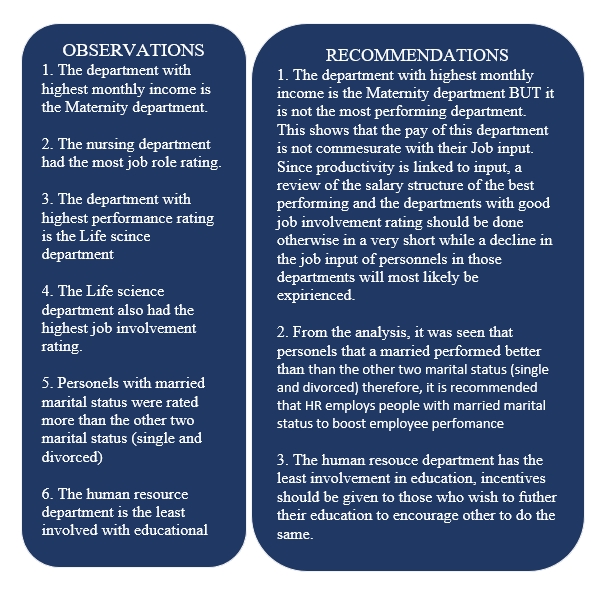 OBSERVATIONS
1. The department with
highest monthly income is
the Maternity department.
2. The nursing department
had the most job role rating.
3. The department with
highest performance rating
is the Life scince
department
4. The Life science
department also had the
highest job involvement
rating.
5. Personels with married
marital status were rated
more than the other two
marital status (single and
divorced)
6. The human resource
department is the least
involved with educational
RECOMMENDATIONS
1. The department with highest monthly
income is the Maternity department BUT it
is not the most performing department.
This shows that the pay of this department
is not commesurate with their Job input.
Since productivity is linked to input, a
review of the salary structure of the best
performing and the departments with good
job involvement rating should be done
otherwise in a very short while a decline in
the job input of personnels in those
departments will most likely be
expirienced.
2. From the analysis, it was seen that
personels that a married performed better
than than the other two marital status (single
and divorced) therefore, it is recommended
that HR employs people with married marital
status to boost employee perfomance
3. The human resouce department has the
least involvement in education, incentives
should be given to those who wish to futher
their education to encourage other to do the
same.